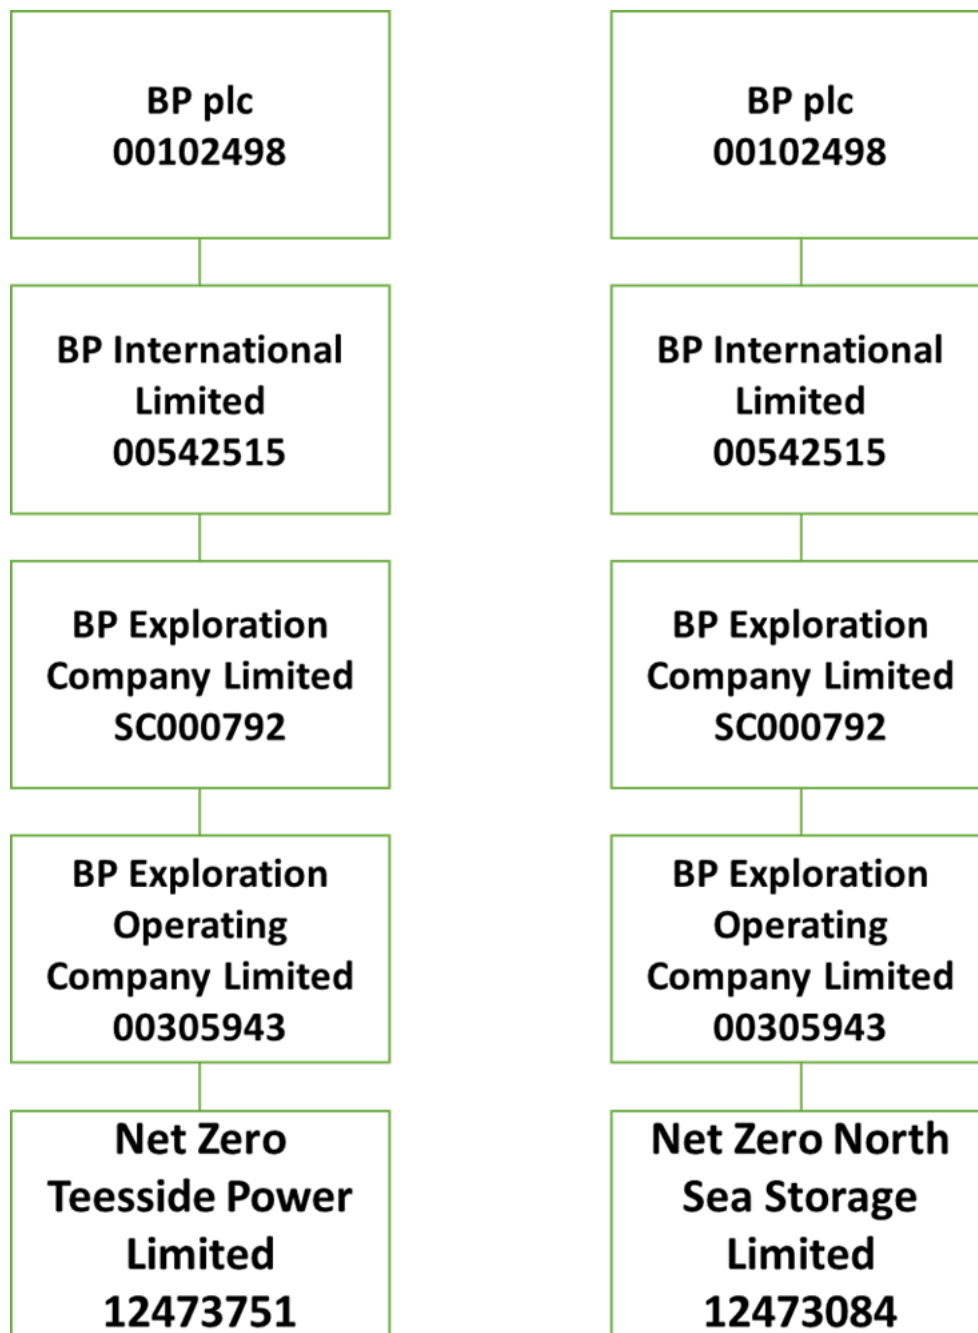 BP plc
00102498
BP International
Limited
00542515
BP Exploration
Company Limited
SC000792
BP Exploration
Operating
Company Limited
00305943
Net Zero
Teesside Power
Limited
12473751
BP plc
00102498
BP International
Limited
00542515
BP Exploration
Company Limited
SC000792
BP Exploration
Operating
Company Limited
00305943
Net Zero North
Sea Storage
Limited
12473084